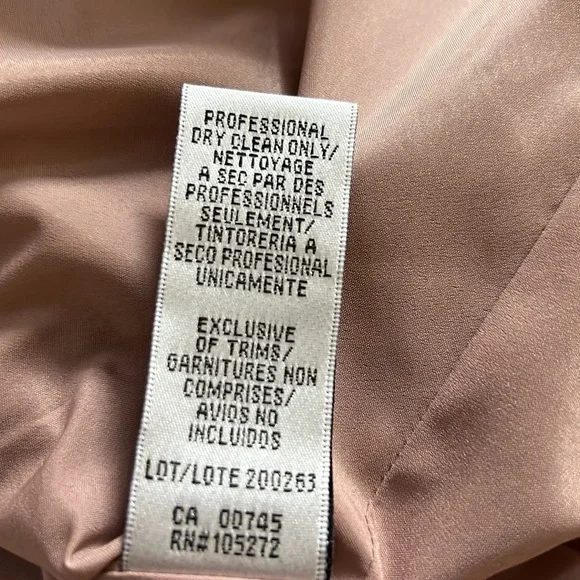 PROFESSIONAL
DRY CLEAN ONLY/
NETTOYAGE
A SEC PAR DES
PROFESSIONNELS
SEULEMENT/
TINTORERIA A
SECO PROFESIONAL
UNICAMENTE
EXCLUSIVE
OF TRIMS/
GARNITURES NON
COMPRISES/
AVIOS NO
INCLUIDOS
LOT/LOTE 200263
CA 00745
RN#105272